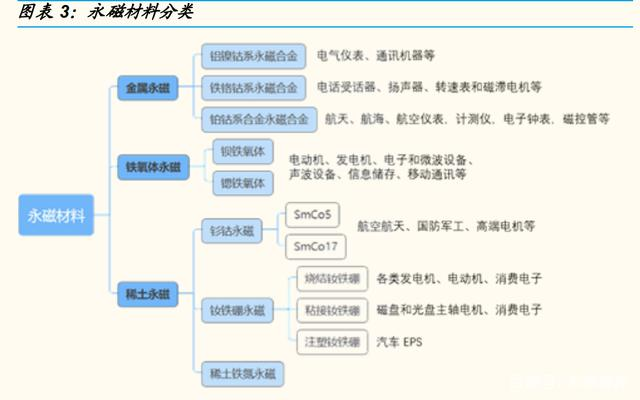 图表 3：永磁材料分类
铝镍钴系永磁合金
电气仪表、通讯机器等
金属永磁
铁铬钴系永磁合金
电话受话器、扬声器、转速表和磁滞电机等
铂钴系合金永磁合金
航天、航海、航空仪表，计测仪，电子钟表，磁控管等
铁氧体永磁
钡铁氧体
锶铁氧体
电动机、发电机、电子和微波设备、
声波设备、信息储存、移动通讯等
永磁材料
稀土永磁
钐钴永磁
SmCo5
SmCo17
航空航天、国防军工、高端电机等
钕铁硼永磁
烧结钕铁硼
各类发电机、电动机、消费电子
粘接钕铁硼
磁盘和光盘主轴电机、消费电子
注塑钕铁硼
汽车 EPS
稀土铁氮永磁